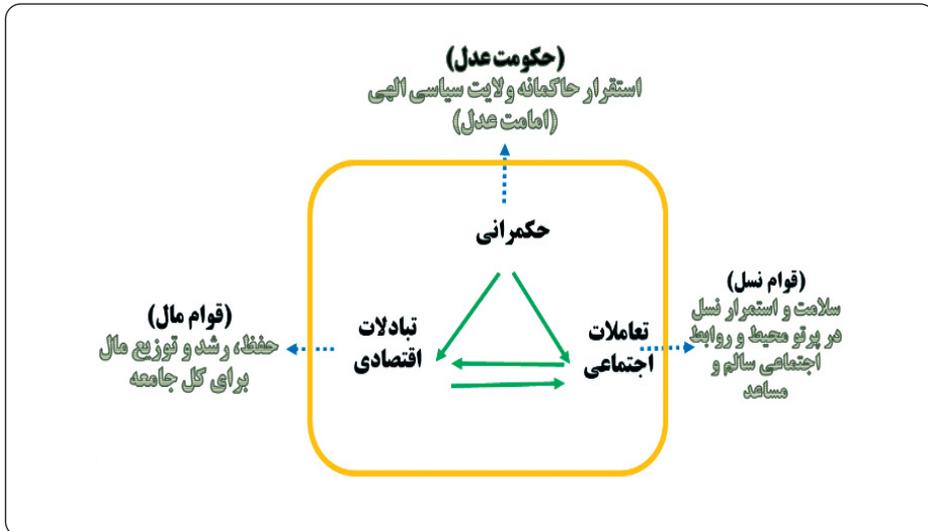 (حکومت عدل)
استقرار حاکمانه ولایت سیاسی الهی
(امامت عدل)
حکمرانی
(قوام نسل)
سلامت و استمرار نسل
در پرتو محیط و روابط
اجتماعی سالم و
مساعد
تعاملات
اجتماعی
تبادلات
اقتصادی
(قوام مال)
حفظ، رشد و توزیع مال
برای کل جامعه